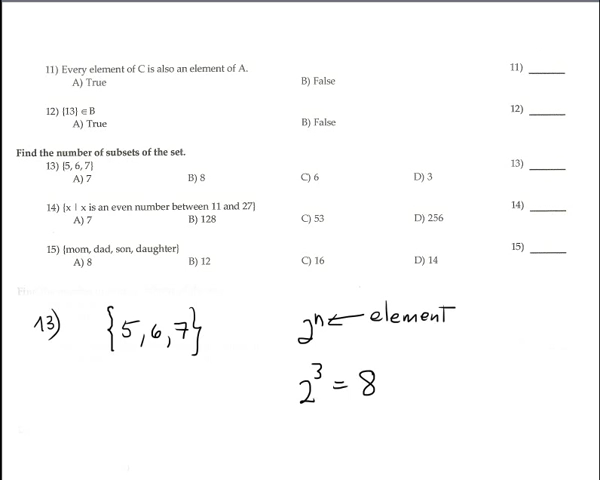 11) Every element of C is also an element of A. 11) ______
A) True B) False
12) {13} ∈ B 12) ______
A) True B) False
Find the number of subsets of the set.
13) {5, 6, 7} 13) ______
A) 7 B) 8 C) 6 D) 3
14) {x | x is an even number between 11 and 27} 14) ______
A) 7 B) 128 C) 53 D) 256
15) {mom, dad, son, daughter} 15) ______
A) 8 B) 12 C) 16 D) 14
13) {5, 6, 7} 2ⁿ ← element
2³ = 8